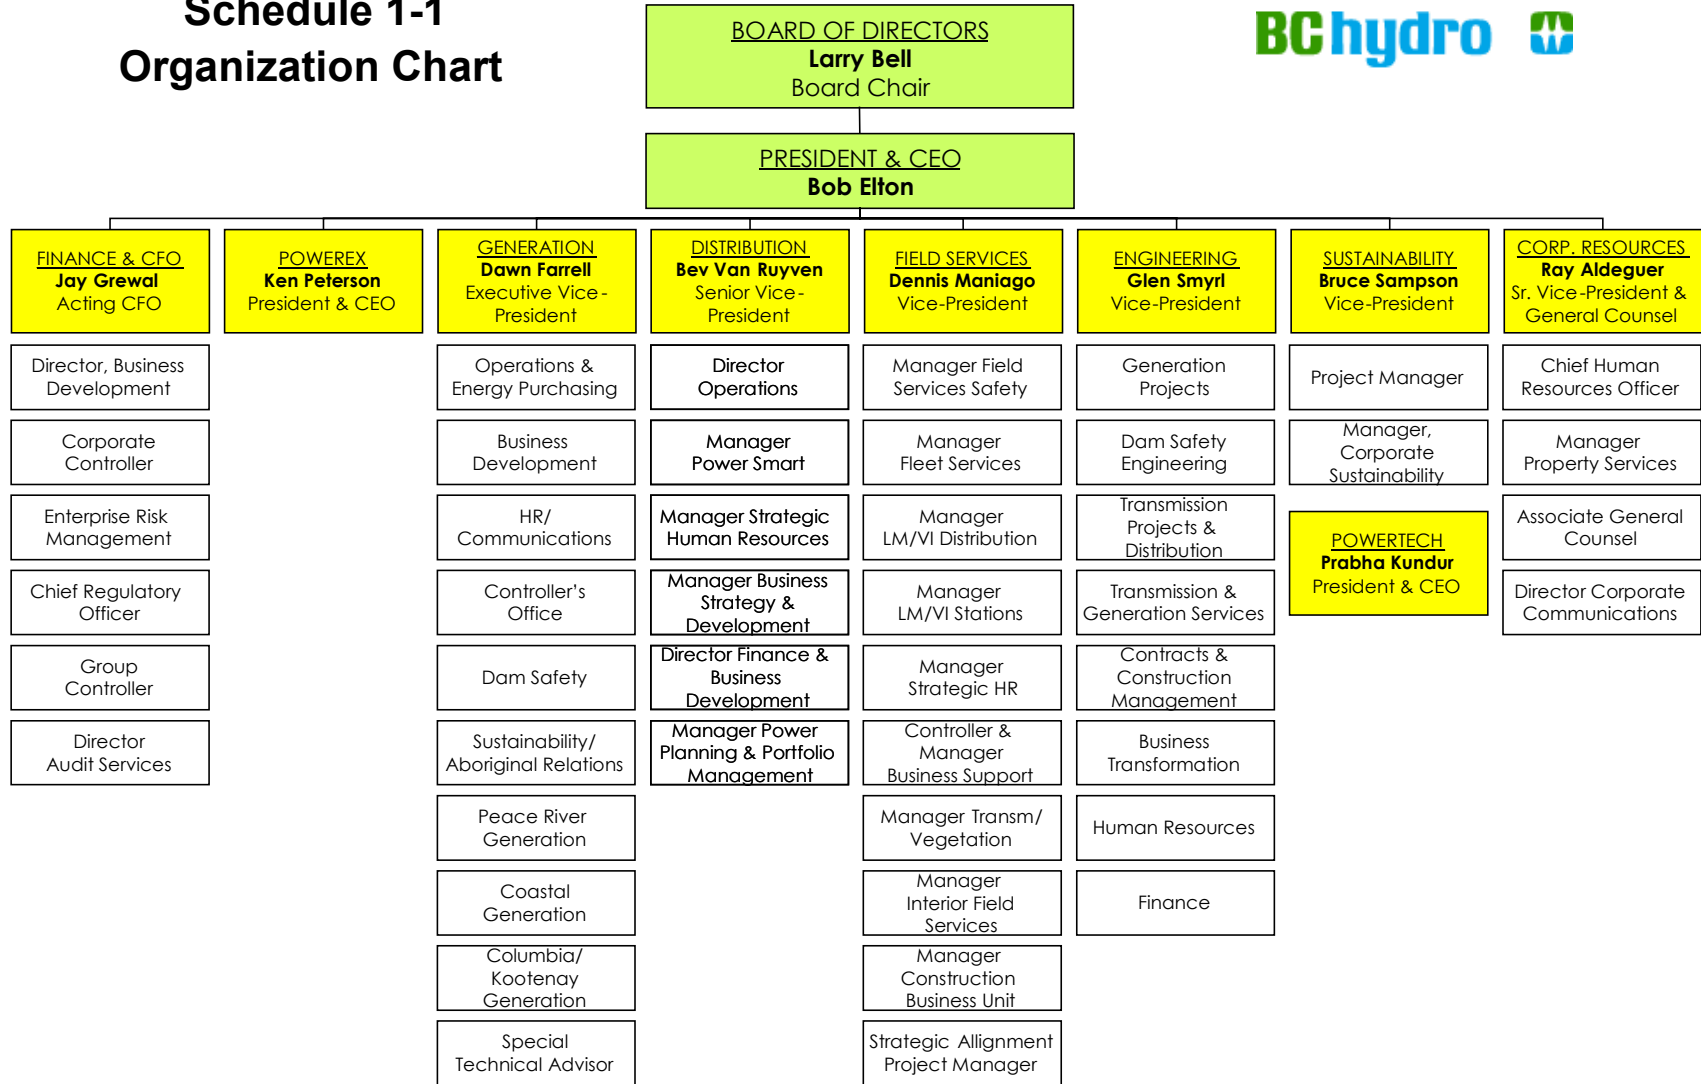 Schedule 1-1
Organization Chart
BChydro
BOARD OF DIRECTORS
Larry Bell
Board Chair
PRESIDENT & CEO
Bob Elton
FINANCE & CFO
Jay Grewal
Acting CFO
Director, Business
Development
Corporate
Controller
Enterprise Risk
Management
Chief Regulatory
Officer
Group
Controller
Director
Audit Services
POWEREX
Ken Peterson
President & CEO
GENERATION
Dawn Farrell
Executive Vice-
President
Operations &
Energy Purchasing
Business
Development
HR/
Communications
Controller's
Office
Dam Safety
Sustainability/
Aboriginal Relations
Peace River
Generation
Coastal
Generation
Columbia/
Kootenay
Generation
Special
Technical Advisor
DISTRIBUTION
Bev Van Ruyven
Senior Vice-
President
Director
Operations
Manager
Power Smart
Manager Strategic
Human Resources
Manager Business
Strategy &
Development
Director Finance &
Business
Development
Manager Power
Planning & Portfolio
Management
FIELD SERVICES
Dennis Maniago
Vice-President
Manager Field
Services Safety
Manager
Fleet Services
Manager
LM/VI Distribution
Manager
LM/VI Stations
Manager
Strategic HR
Controller &
Manager
Business Support
Manager Transm/
Vegetation
Manager
Interior Field
Services
Manager
Construction
Business Unit
Strategic Allignment
Project Manager
ENGINEERING
Glen Smyrl
Vice-President
Generation
Projects
Dam Safety
Engineering
Transmission
Projects &
Distribution
Transmission &
Generation Services
Contracts &
Construction
Management
Business
Transformation
Human Resources
Finance
SUSTAINABILITY
Bruce Sampson
Vice-President
Project Manager
Manager,
Corporate
Sustainability
POWERTECH
Prabha Kundur
President & CEO
CORP. RESOURCES
Ray Aldeguer
Sr. Vice-President &
General Counsel
Chief Human
Resources Officer
Manager
Property Services
Associate General
Counsel
Director Corporate
Communications